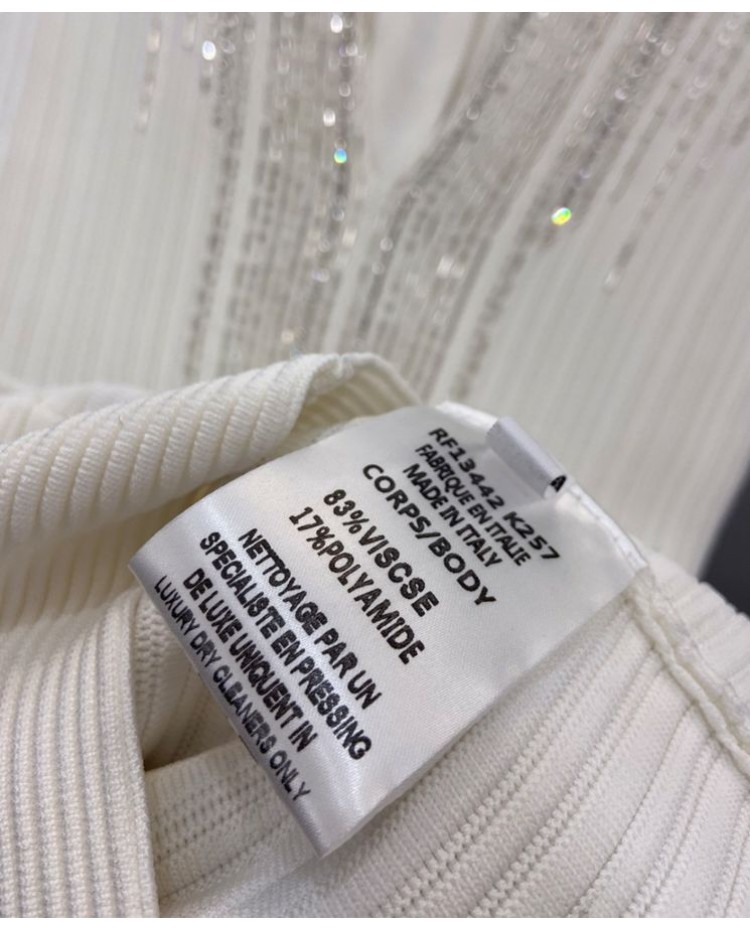 RF13442 K257
FABRIQUE EN ITALIE
MADE IN ITALY
CORPS/BODY
83%VISCSE
17%POLYAMIDE
NETTOYAGE PAR UN
SPECIALISTE EN PRESSING
DE LUXE UNIQUENT IN
LUXURY DRY CLEANERS ONLY
A